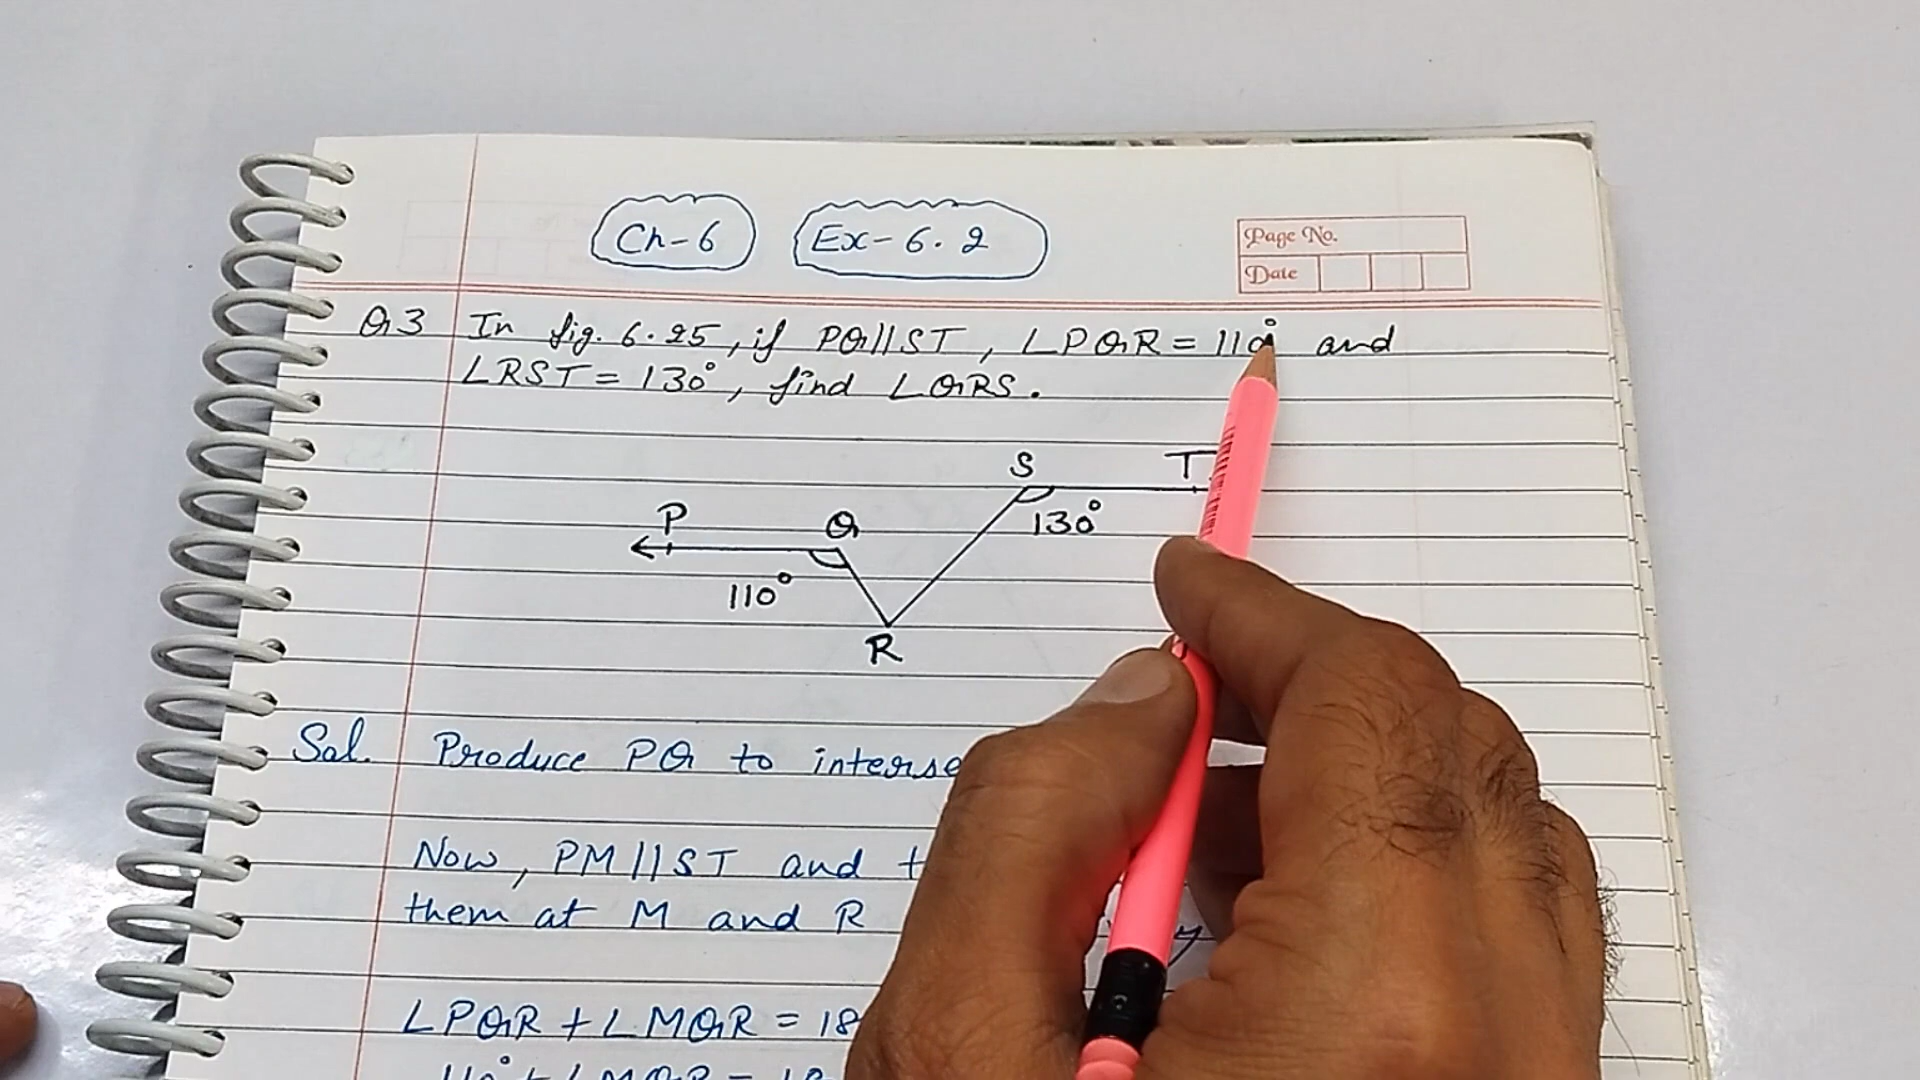 Ch-6 Ex-6.2
Page No.
Date
Q3 In fig. 6.25, if PQ||ST, ∠PQR = 110° and
∠RST = 130°, find ∠QRS.
S T
130°
P Q
110°
R
Sol. Produce PQ to
Now, PM||ST and
them at M and R
∠PQR + ∠MQR =